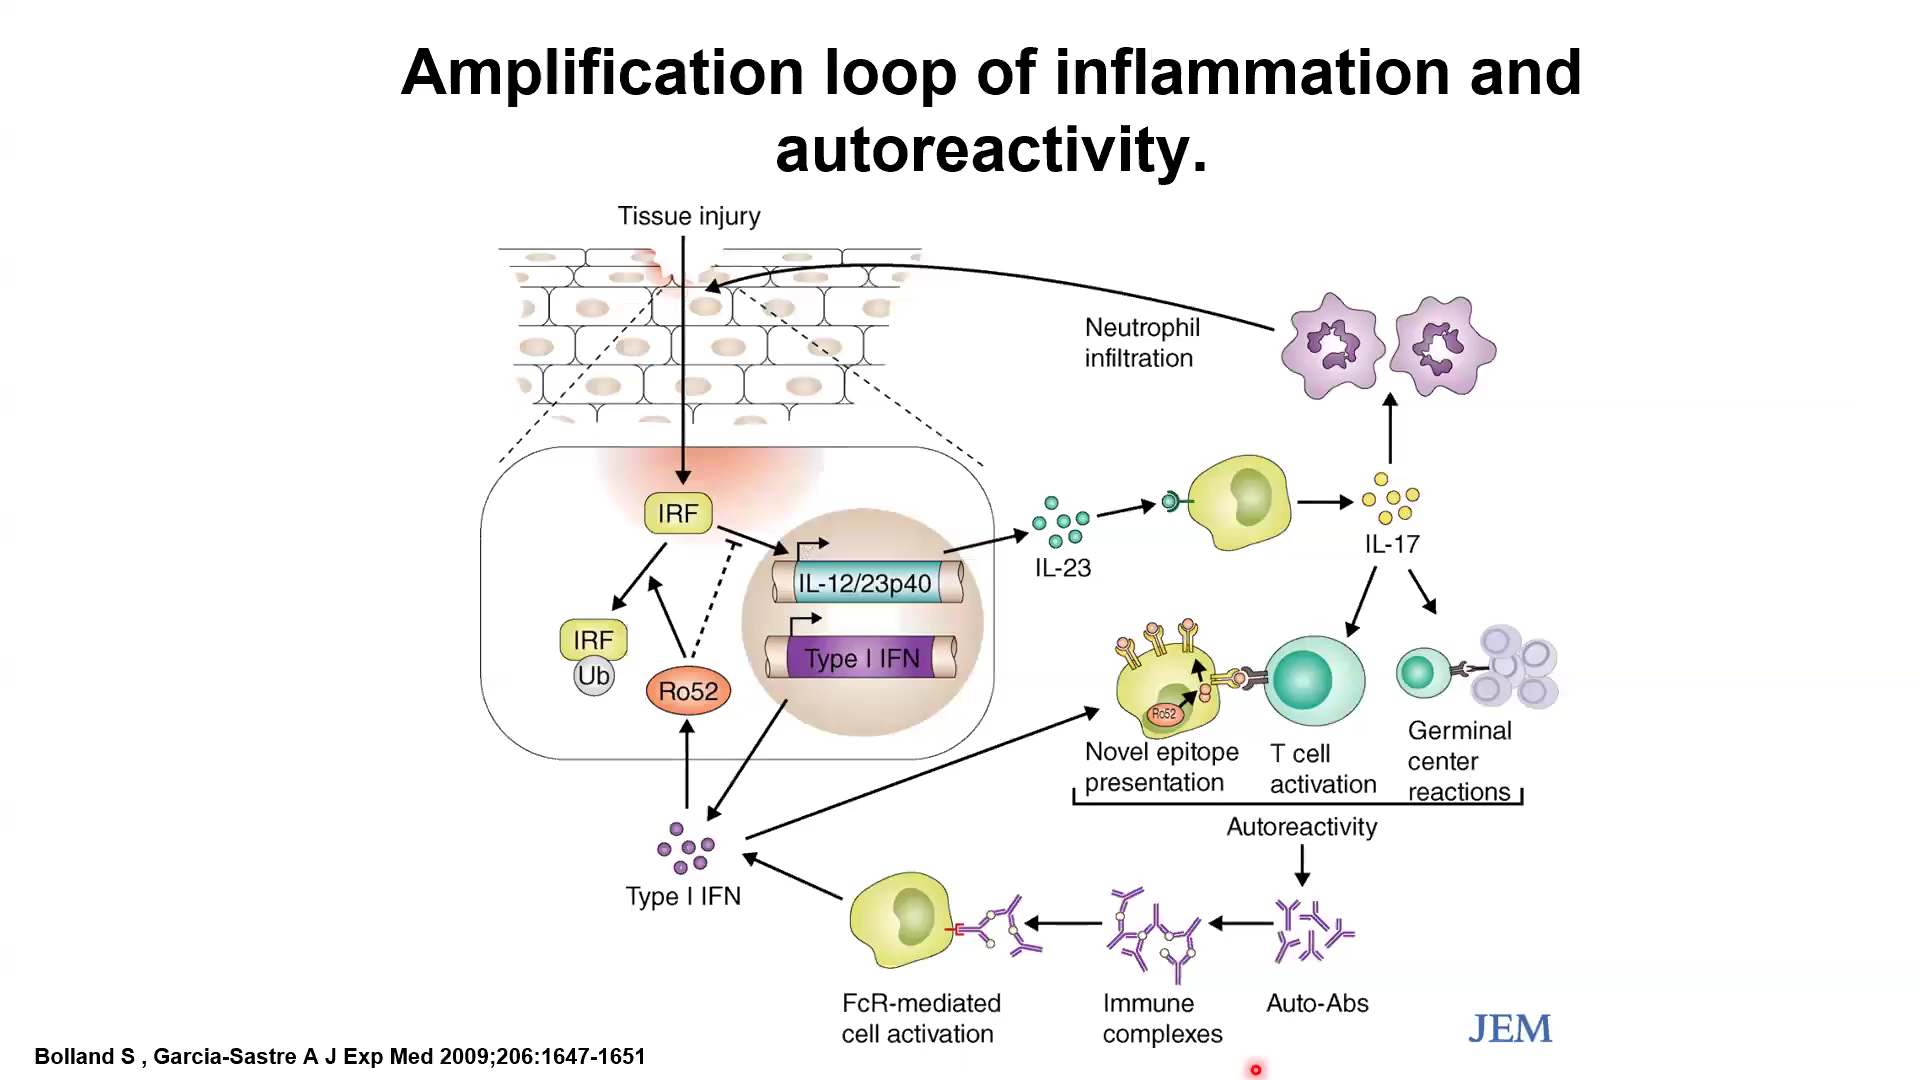 Amplification loop of inflammation and
autoreactivity.
Tissue injury
Neutrophil
infiltration
IRF
IL-12/23p40
IL-23
IL-17
IRF
Ub
Type I IFN
Ro52
Ro52
Novel epitope
presentation
T cell
activation
Germinal
center
reactions
Autoreactivity
Type I IFN
FcR-mediated
cell activation
Immune
complexes
Auto-Abs
JEM
Bolland S , Garcia-Sastre A J Exp Med 2009;206:1647-1651